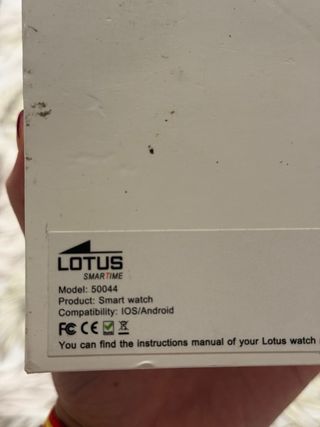 LOTUS
SMARTIME
Model: 50044
Product: Smart watch
Compatibility: IOS/Android
FC CE
You can find the instructions manual of your Lotus watch